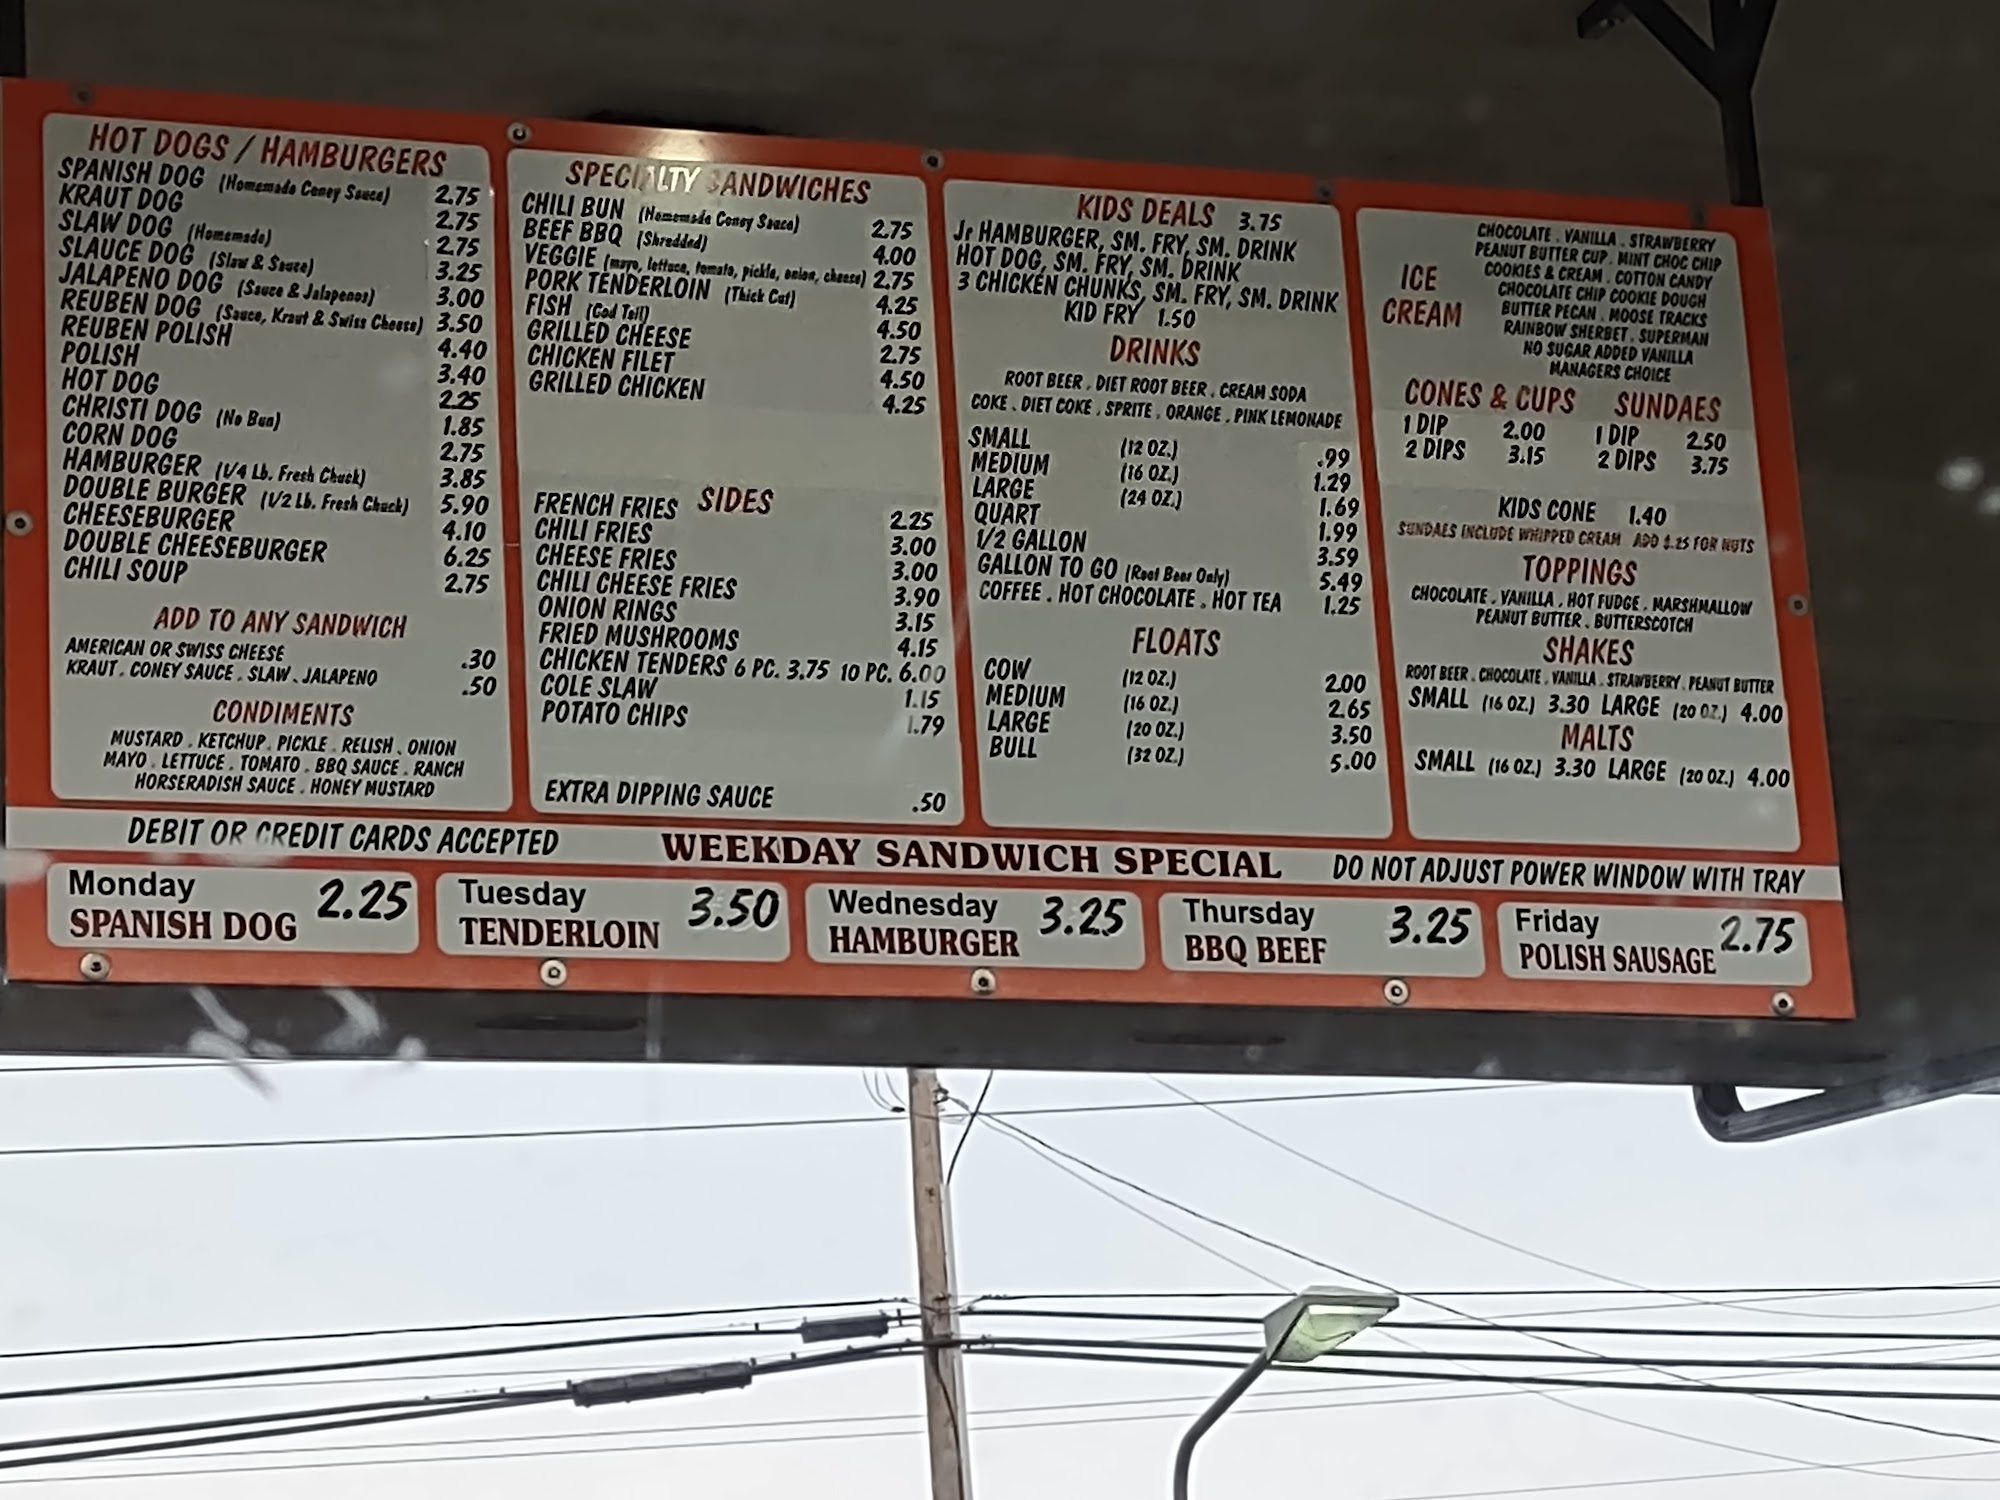 HOT DOGS / HAMBURGERS
SPANISH DOG (Homemade Coney Sauce) 2.75
KRAUT DOG 2.75
SLAW DOG (Homemade) 2.75
SLAUCE DOG (Slaw & Sauce) 3.25
JALAPENO DOG (Sauce & Jalapenos) 3.00
REUBEN DOG (Sauce, Kraut & Swiss Cheese) 3.50
REUBEN POLISH 4.40
POLISH 3.40
HOT DOG 2.25
CHRISTI DOG (No Bun) 1.85
CORN DOG 2.75
HAMBURGER (1/4 Lb. Fresh Chuck) 3.85
DOUBLE BURGER (1/2 Lb. Fresh Chuck) 5.90
CHEESEBURGER 4.10
DOUBLE CHEESEBURGER 6.25
CHILI SOUP 2.75
ADD TO ANY SANDWICH
AMERICAN OR SWISS CHEESE .30
KRAUT . CONEY SAUCE . SLAW . JALAPENO .50
CONDIMENTS
MUSTARD . KETCHUP . PICKLE . RELISH . ONION
MAYO . LETTUCE . TOMATO . BBQ SAUCE . RANCH
HORSERADISH SAUCE . HONEY MUSTARD
SPECIALTY SANDWICHES
CHILI BUN (Homemade Coney Sauce) 2.75
BEEF BBQ (Shredded) 4.00
VEGGIE (mayo, lettuce, tomato, pickle, onion, cheese) 2.75
PORK TENDERLOIN (Thick Cut) 4.25
FISH (Cod Tail) 4.50
GRILLED CHEESE 2.75
CHICKEN FILET 4.50
GRILLED CHICKEN 4.25
SIDES
FRENCH FRIES 2.25
CHILI FRIES 3.00
CHEESE FRIES 3.00
CHILI CHEESE FRIES 3.90
ONION RINGS 3.15
FRIED MUSHROOMS 4.15
CHICKEN TENDERS 6 PC. 3.75 10 PC. 6.00
COLE SLAW 1.15
POTATO CHIPS 1.79
EXTRA DIPPING SAUCE .50
KIDS DEALS 3.75
Jr HAMBURGER, SM. FRY, SM. DRINK
HOT DOG, SM. FRY, SM. DRINK
3 CHICKEN CHUNKS, SM. FRY, SM. DRINK
KID FRY 1.50
DRINKS
ROOT BEER . DIET ROOT BEER . CREAM SODA
COKE . DIET COKE . SPRITE . ORANGE . PINK LEMONADE
SMALL (12 OZ.) .99
MEDIUM (16 OZ.) 1.29
LARGE (24 OZ.) 1.69
QUART 1.99
1/2 GALLON 3.59
GALLON TO GO (Root Beer Only) 5.49
COFFEE . HOT CHOCOLATE . HOT TEA 1.25
FLOATS
COW (12 OZ.) 2.00
MEDIUM (16 OZ.) 2.65
LARGE (20 OZ.) 3.50
BULL (32 OZ.) 5.00
ICE CREAM
CHOCOLATE . VANILLA . STRAWBERRY
PEANUT BUTTER CUP . MINT CHOC CHIP
COOKIES & CREAM . COTTON CANDY
CHOCOLATE CHIP COOKIE DOUGH
BUTTER PECAN . MOOSE TRACKS
RAINBOW SHERBET . SUPERMAN
NO SUGAR ADDED VANILLA
MANAGERS CHOICE
CONES & CUPS SUNDAES
1 DIP 2.00 1 DIP 2.50
2 DIPS 3.15 2 DIPS 3.75
KIDS CONE 1.40
SUNDAES INCLUDE WHIPPED CREAM ADD $.25 FOR NUTS
TOPPINGS
CHOCOLATE . VANILLA . HOT FUDGE . MARSHMALLOW
PEANUT BUTTER . BUTTERSCOTCH
SHAKES
ROOT BEER . CHOCOLATE . VANILLA . STRAWBERRY . PEANUT BUTTER
SMALL (16 OZ.) 3.30 LARGE (20 OZ.) 4.00
MALTS
SMALL (16 OZ.) 3.30 LARGE (20 OZ.) 4.00
DEBIT OR CREDIT CARDS ACCEPTED WEEKDAY SANDWICH SPECIAL DO NOT ADJUST POWER WINDOW WITH TRAY
Monday 2.25
SPANISH DOG
Tuesday 3.50
TENDERLOIN
Wednesday 3.25
HAMBURGER
Thursday 3.25
BBQ BEEF
Friday 2.75
POLISH SAUSAGE